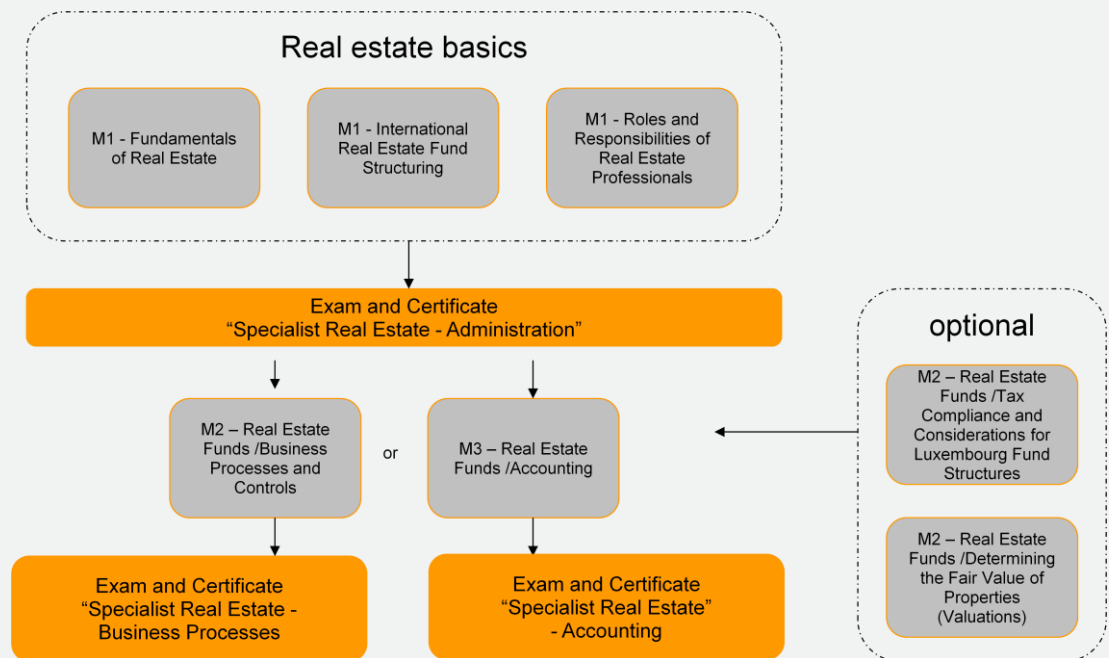 Real estate basics
M1 - Fundamentals
of Real Estate
M1 - International
Real Estate Fund
Structuring
M1 - Roles and
Responsibilities of
Real Estate
Professionals
Exam and Certificate
“Specialist Real Estate - Administration”
M2 – Real Estate
Funds /Business
Processes and
Controls
or
M3 – Real Estate
Funds /Accounting
Exam and Certificate
“Specialist Real Estate -
Business Processes
Exam and Certificate
“Specialist Real Estate”
- Accounting
optional
M2 – Real Estate
Funds /Tax
Compliance and
Considerations for
Luxembourg Fund
Structures
M2 – Real Estate
Funds /Determining
the Fair Value of
Properties
(Valuations)